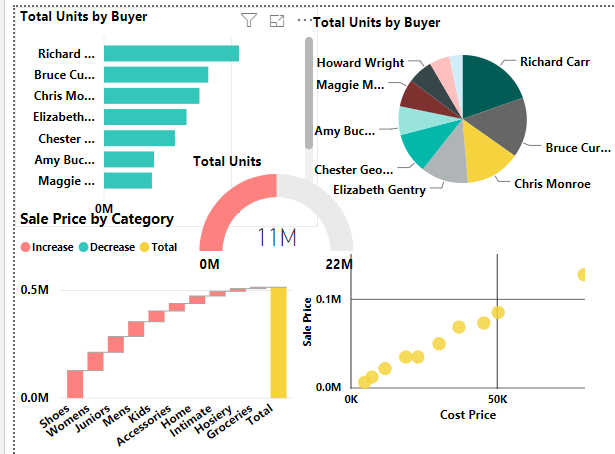 Total Units by Buyer
Richard ...
Bruce Cu...
Chris Mo...
Elizabeth...
Chester ...
Amy Buc...
Maggie ...
0M
Total Units by Buyer
Howard Wright
Richard Carr
Maggie M...
Amy Buc...
Bruce Cur...
Chester Geo...
Chris Monroe
Elizabeth Gentry
Total Units
11M
0M
22M
Sale Price by Category
Increase Decrease Total
0.5M
0.0M
Shoes
Womens
Juniors
Mens
Kids
Accessories
Home
Intimate
Hosiery
Groceries
Total
Sale Price
0.1M
0.0M
0K
50K
Cost Price